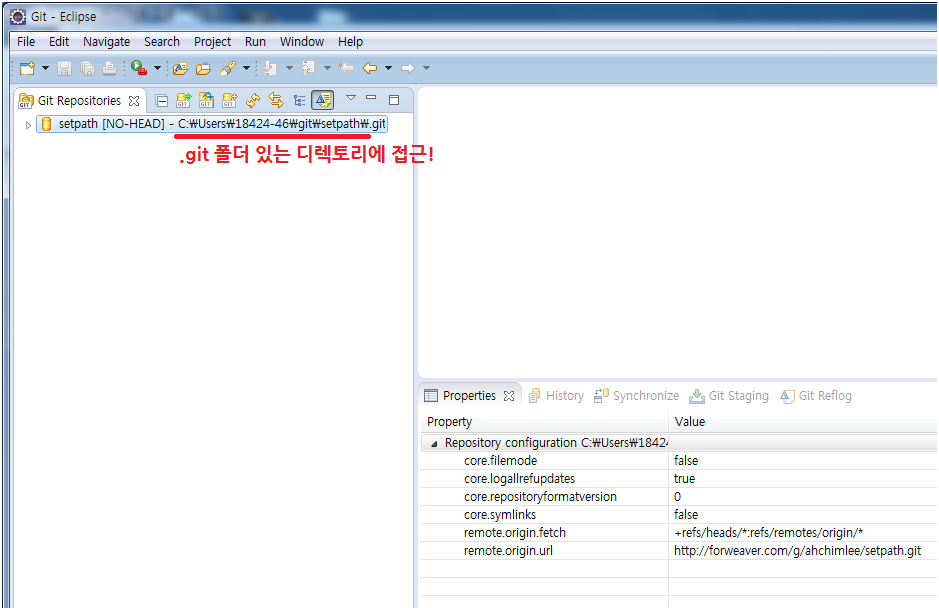 Git - Eclipse
File Edit Navigate Search Project Run Window Help
Git Repositories
setpath [NO-HEAD] - C:₩Users₩18424-46₩git₩setpath₩.git
.git 폴더 있는 디렉토리에 접근!
Properties History Synchronize Git Staging Git Reflog
Property Value
Repository configuration C:₩Users₩1842
core.filemode false
core.logallrefupdates true
core.repositoryformatversion 0
core.symlinks false
remote.origin.fetch +refs/heads/*:refs/remotes/origin/*
remote.origin.url http://forweaver.com/g/ahchimlee/setpath.git